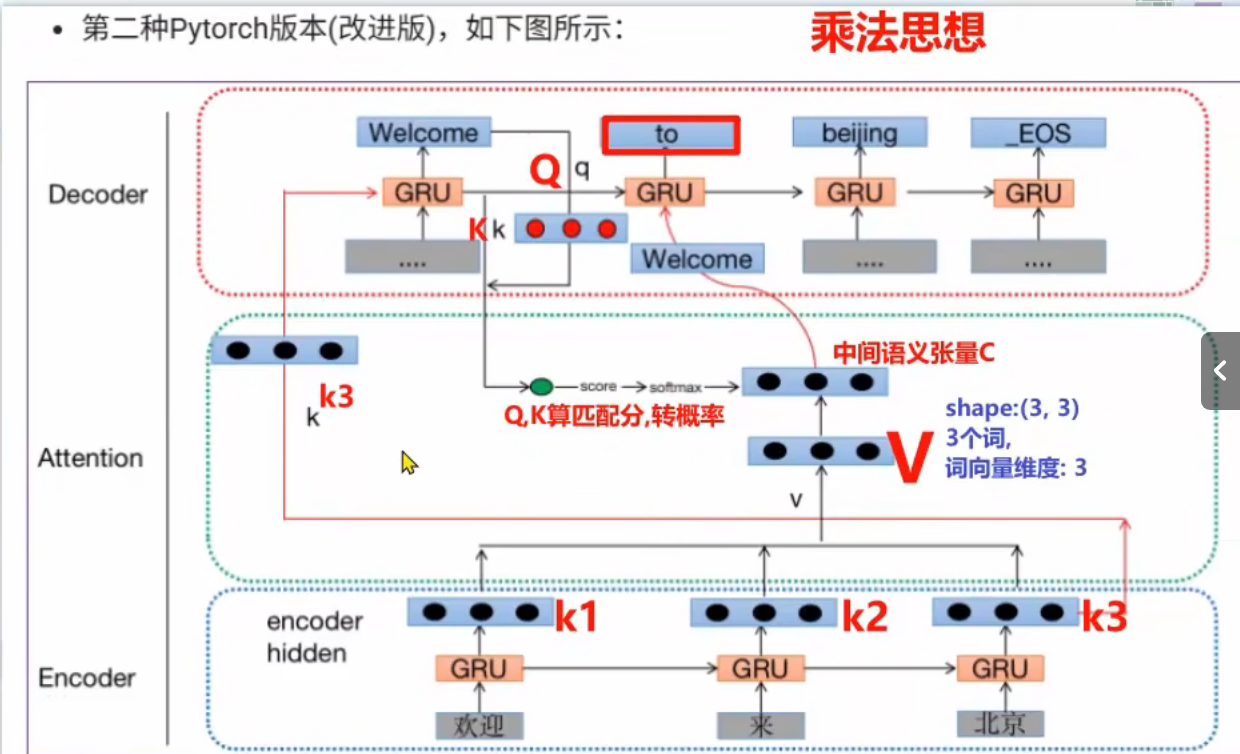 • 第二种Pytorch版本(改进版)，如下图所示：
乘法思想
Welcome
to
beijing
_EOS
Q
q
Decoder
GRU
GRU
GRU
GRU
K k
....
Welcome
....
....
中间语义张量C
k3
k
score
softmax
Q,K算匹配分,转概率
shape:(3, 3)
3个词,
词向量维度: 3
V
Attention
v
encoder
hidden
k1
k2
k3
Encoder
GRU
GRU
GRU
欢迎
来
北京